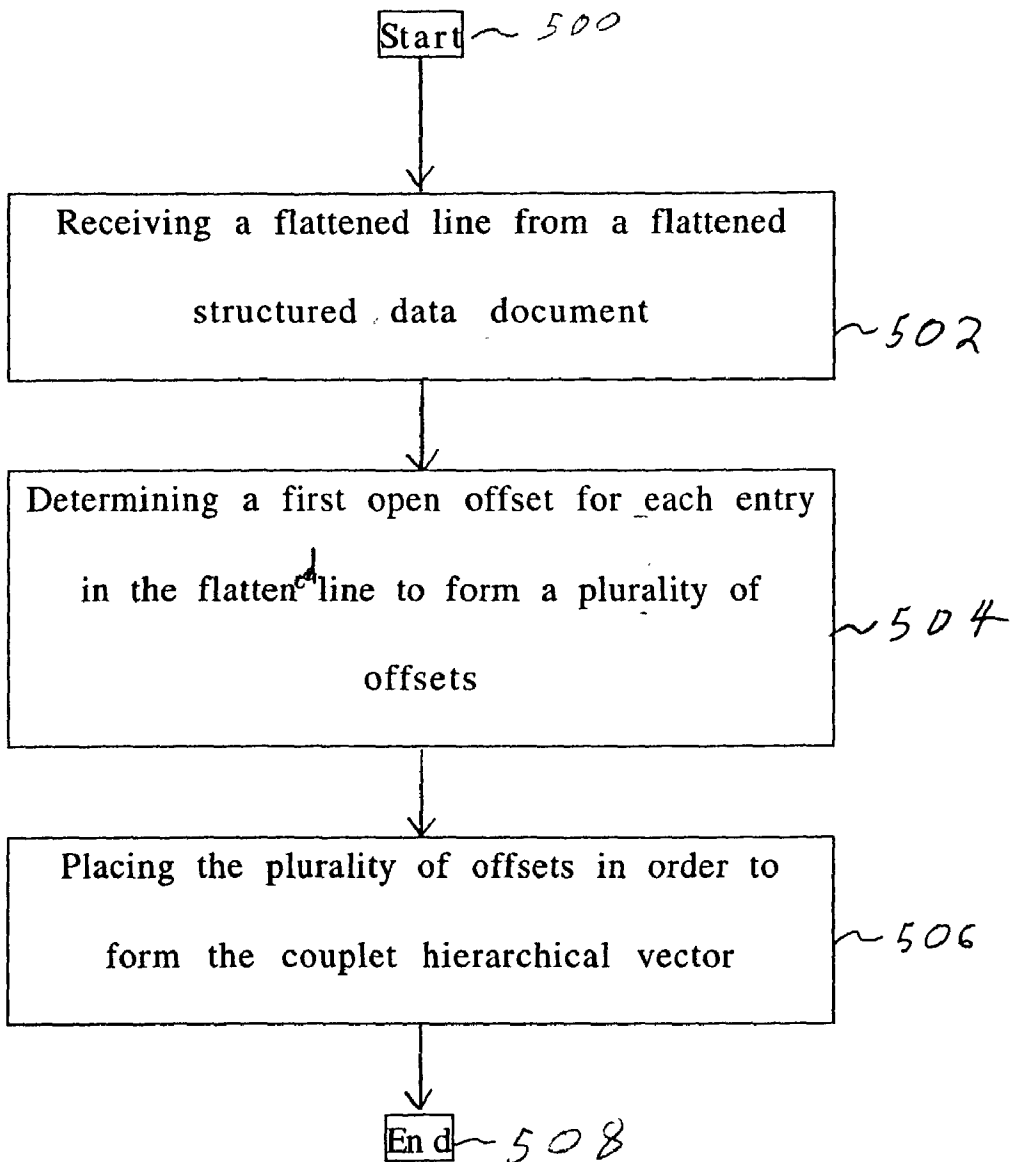 Start ~ 500
Receiving a flattened line from a flattened
structured data document
~502
Determining a first open offset for each entry
in the flattened line to form a plurality of
offsets
~504
Placing the plurality of offsets in order to
form the couplet hierarchical vector
~506
End ~508